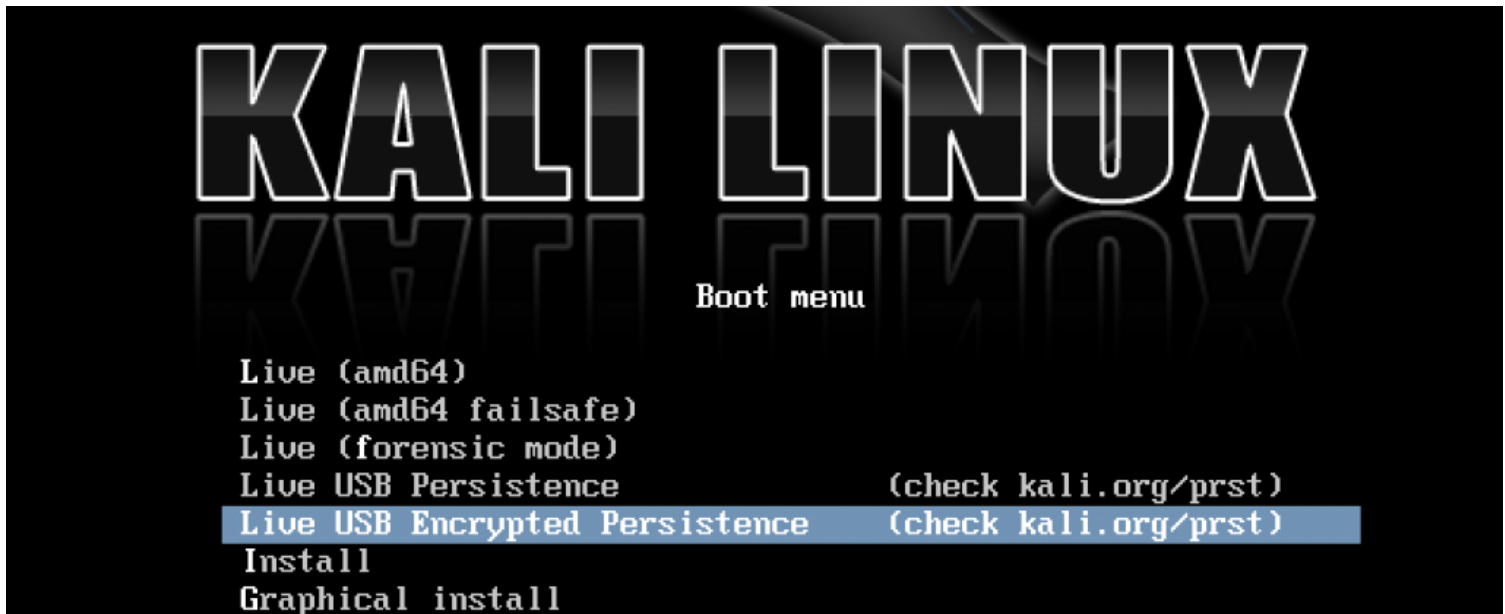 KALI LINUX
Boot menu
Live (amd64)
Live (amd64 failsafe)
Live (forensic mode)
Live USB Persistence (check kali.org/prst)
Live USB Encrypted Persistence (check kali.org/prst)
Install
Graphical install